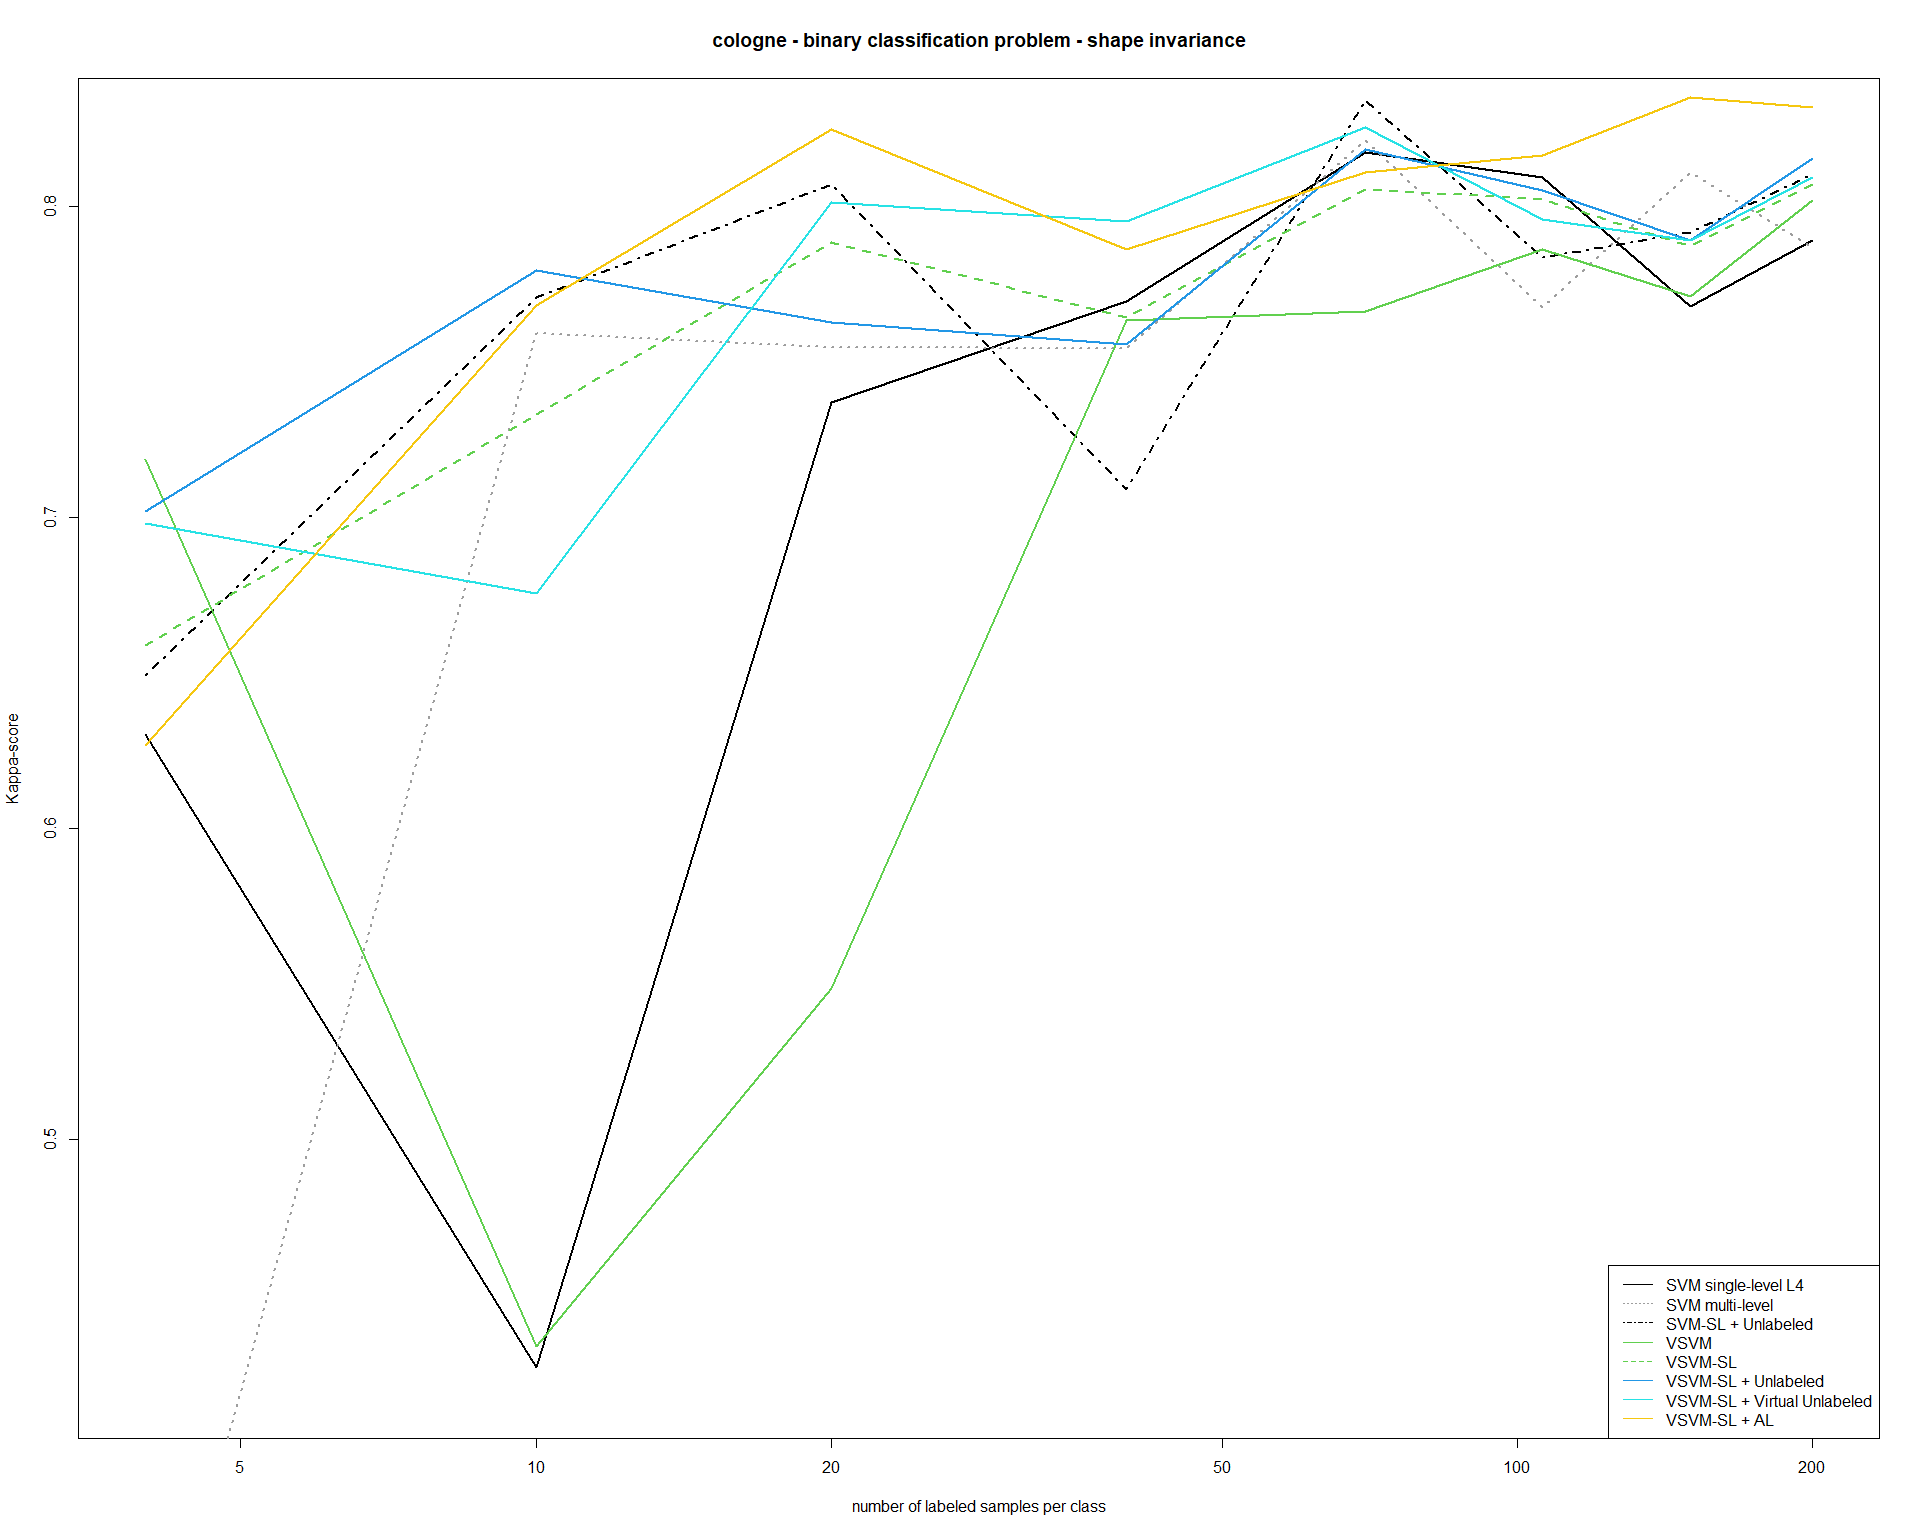 cologne - binary classification problem - shape invariance
0.8
0.7
0.6
0.5
Kappa-score
5 10 20 50 100 200
number of labeled samples per class
SVM single-level L4
SVM multi-level
SVM-SL + Unlabeled
VSVM
VSVM-SL
VSVM-SL + Unlabeled
VSVM-SL + Virtual Unlabeled
VSVM-SL + AL